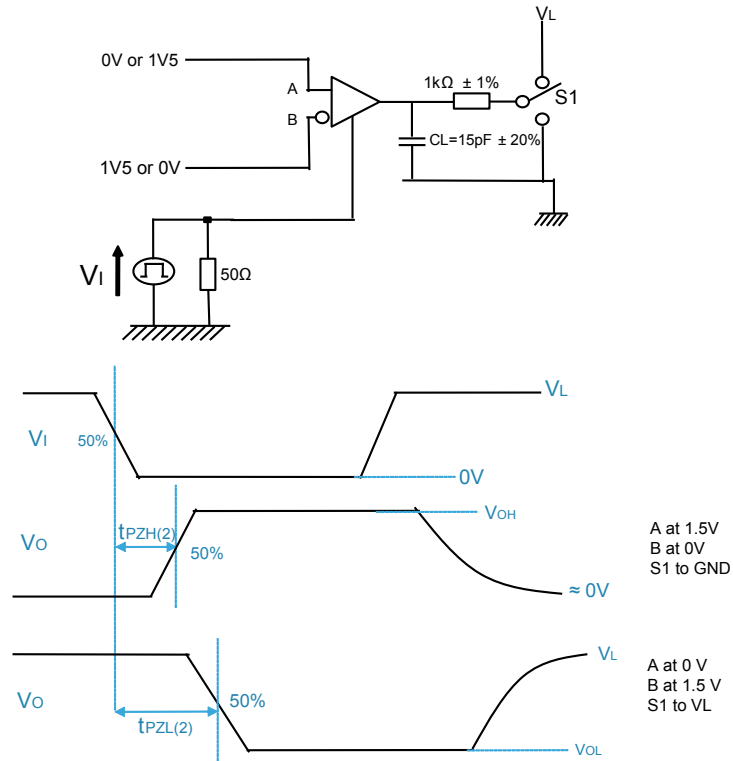 VL
0V or 1V5
1kΩ ± 1%
S1
A
B
CL=15pF ± 20%
1V5 or 0V
VI
50Ω
VL
VI
50%
0V
VOH
tPZH(2)
VO
50%
≈ 0V
A at 1.5V
B at 0V
S1 to GND
VL
VO
50%
tPZL(2)
VOL
A at 0 V
B at 1.5 V
S1 to VL